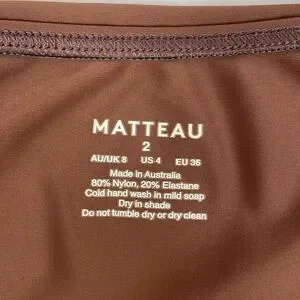 MATTEAU
2
AU/UK 8 US 4 EU 36
Made in Australia
80% Nylon, 20% Elastane
Cold hand wash in mild soap
Dry in shade
Do not tumble dry or dry clean